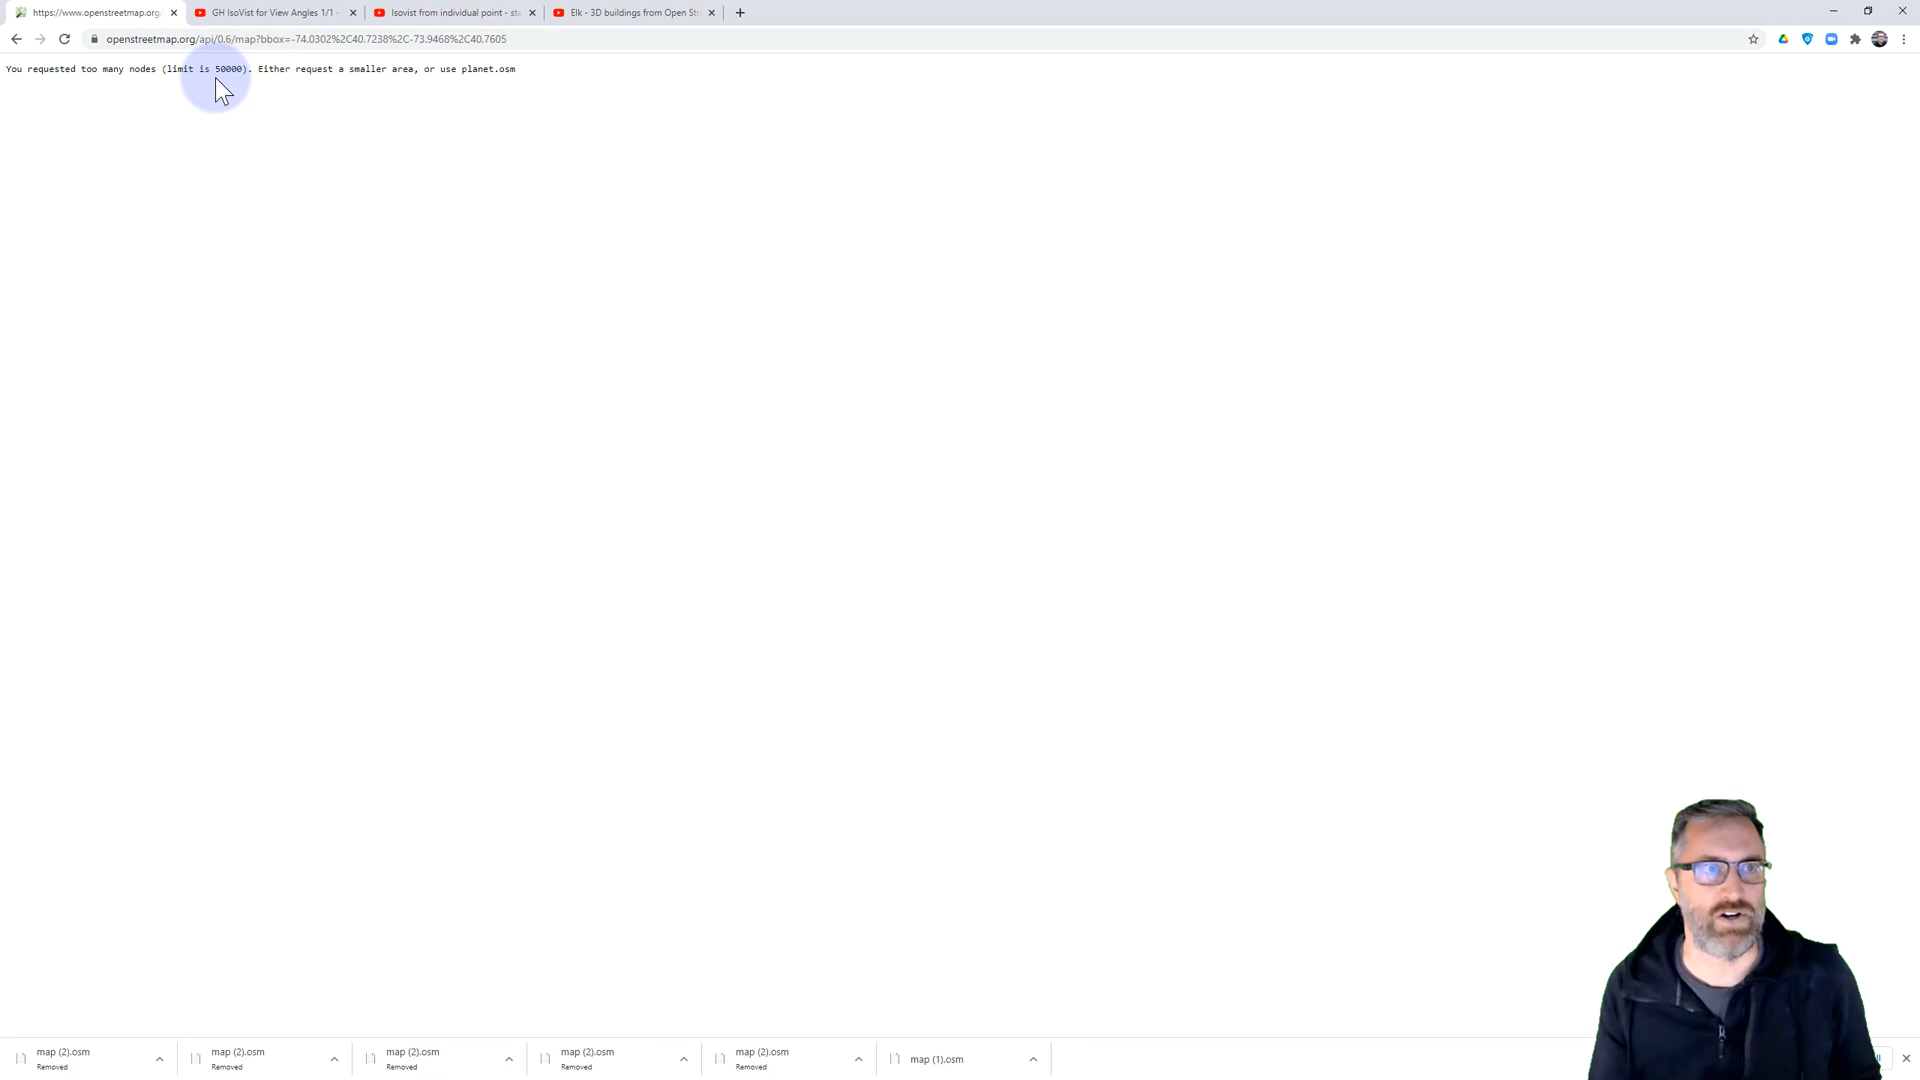 https://www.openstreetmap.org/
GH IsoVist for View Angles 1/1 -
Isovist from individual point - sta
Elk - 3D buildings from Open Str
openstreetmap.org/api/0.6/map?bbox=-74.0302%2C40.7238%2C-73.9468%2C40.7605
You requested too many nodes (limit is 50000). Either request a smaller area, or use planet.osm
map (2).osm
Removed
map (2).osm
Removed
map (2).osm
Removed
map (2).osm
Removed
map (2).osm
Removed
map (1).osm